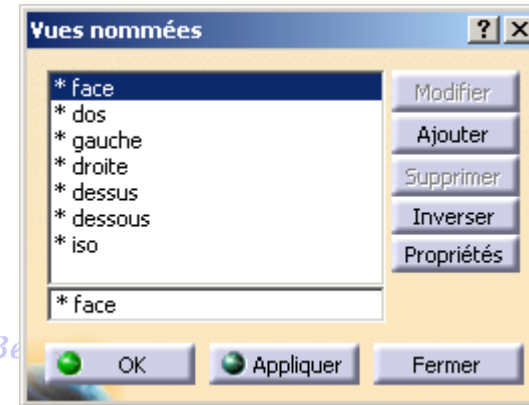 Vues nommées
* face
* dos
* gauche
* droite
* dessus
* dessous
* iso
* face
Modifier
Ajouter
Supprimer
Inverser
Propriétés
OK
Appliquer
Fermer